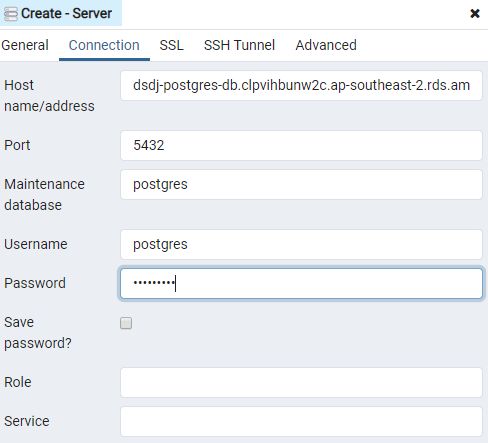 Create - Server
General Connection SSL SSH Tunnel Advanced
Host name/address dsdj-postgres-db.clpvihbunw2c.ap-southeast-2.rds.am
Port 5432
Maintenance database postgres
Username postgres
Password •••••••••
Save password?
Role
Service